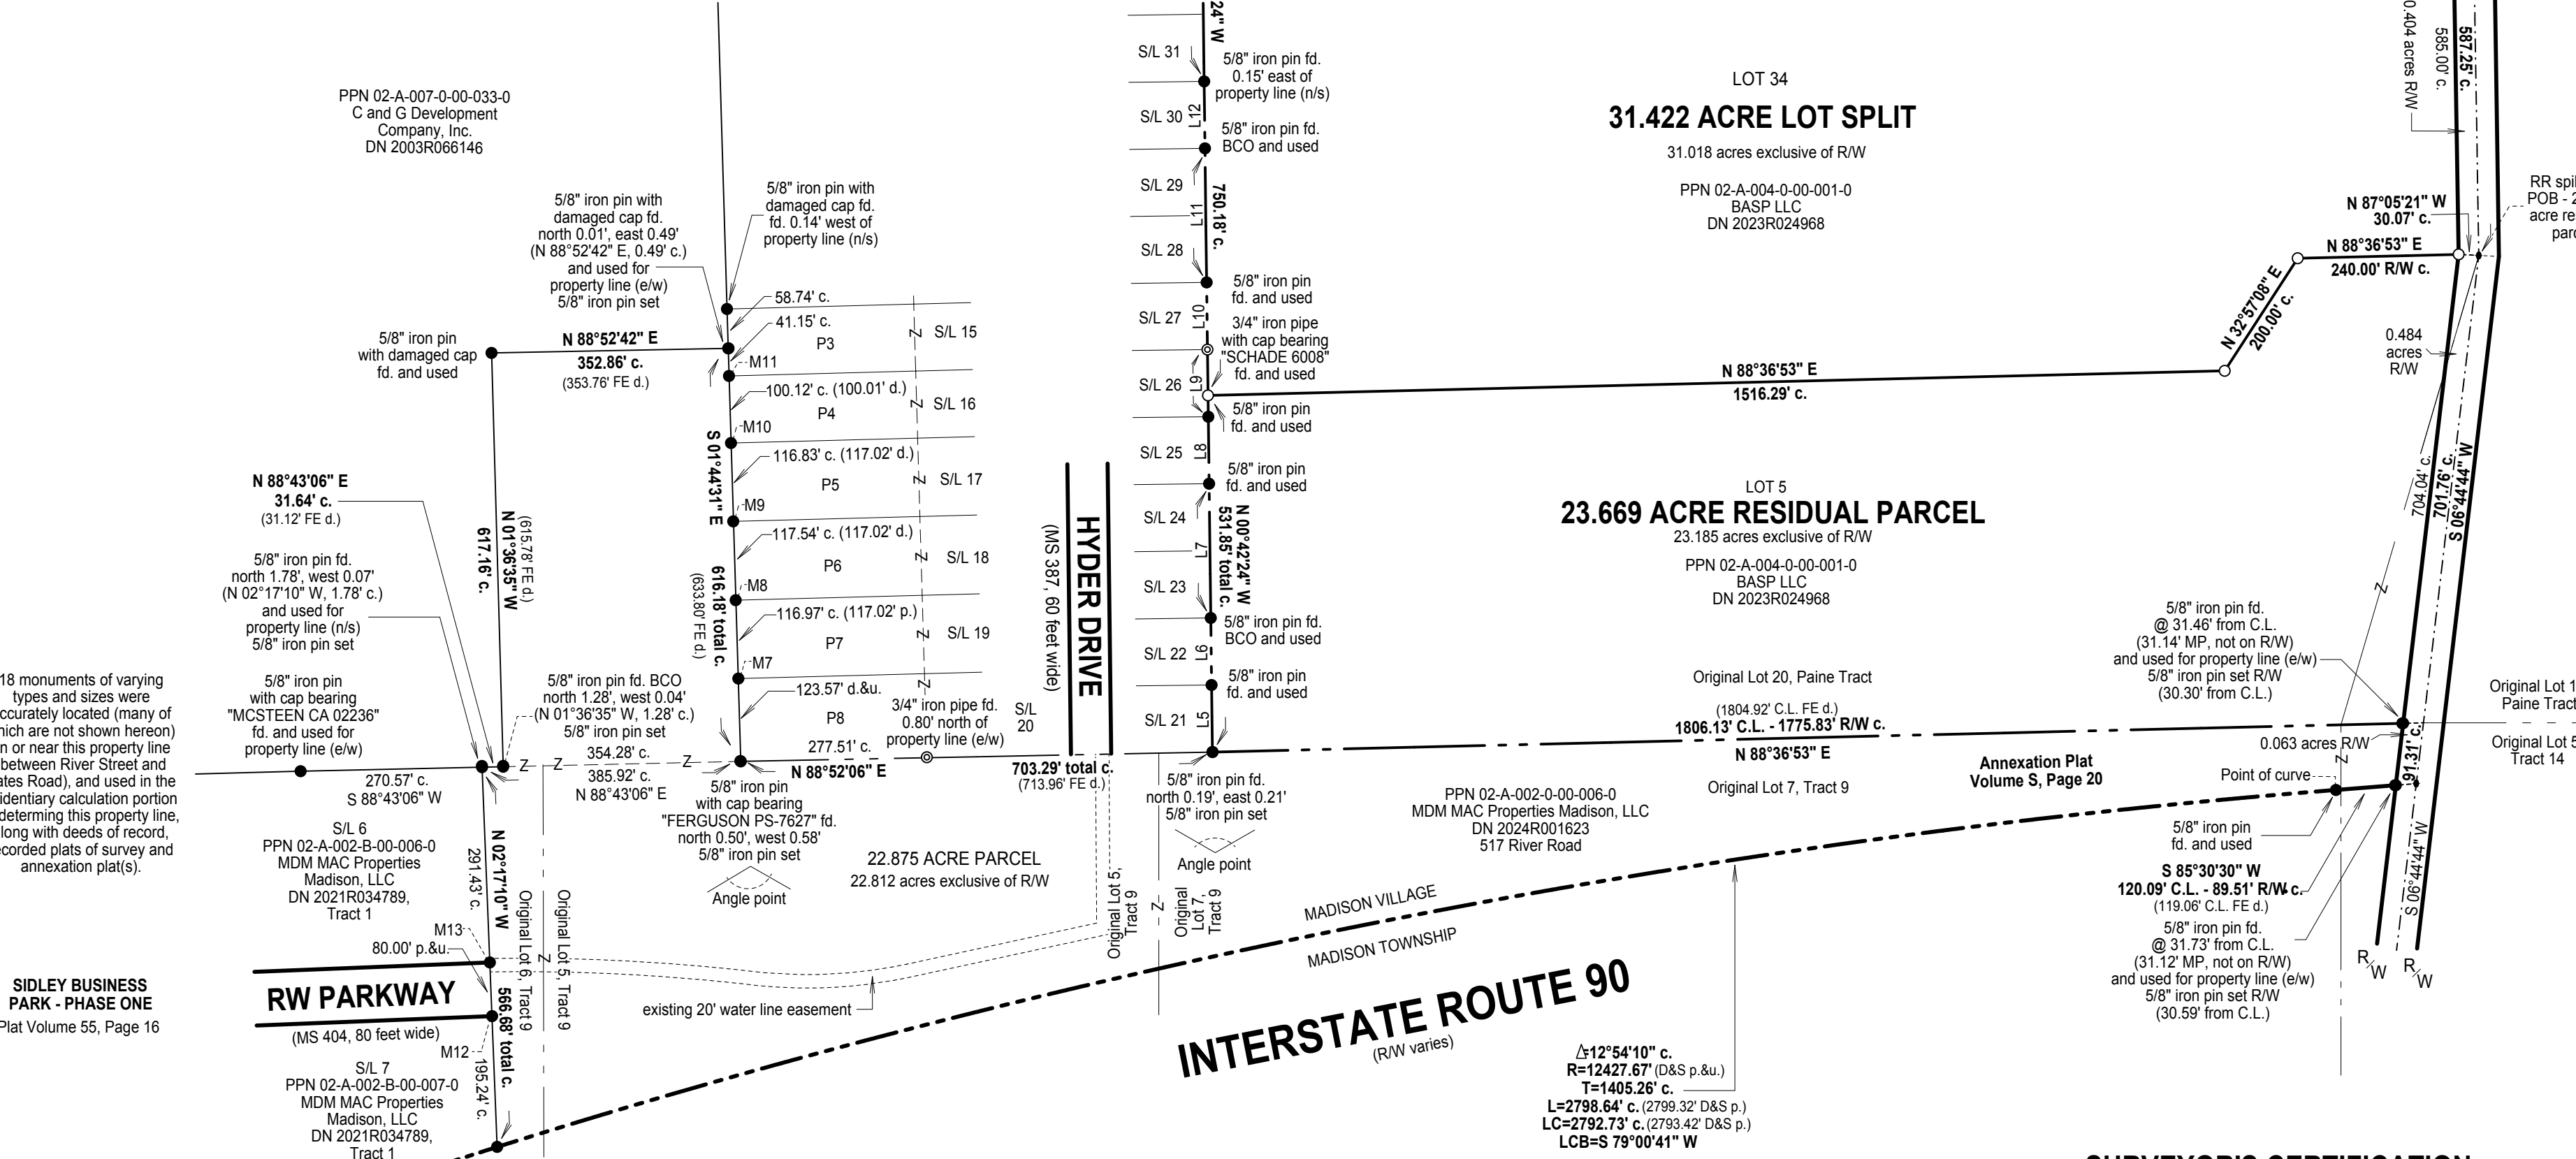 PPN 02-A-007-0-00-033-0
C and G Development
Company, Inc.
DN 2003R066146
5/8" iron pin with
damaged cap fd.
north 0.01', east 0.49'
(N 88°52'42" E, 0.49' c.)
and used for
property line (e/w)
5/8" iron pin set
5/8" iron pin with
damaged cap fd.
fd. 0.14' west of
property line (n/s)
5/8" iron pin
with damaged cap
fd. and used
N 88°52'42" E
352.86' c.
(353.76' FE d.)
58.74' c.
41.15' c.
P3
M11
100.12' c. (100.01' d.)
P4
M10
116.83' c. (117.02' d.)
P5
M9
117.54' c. (117.02' d.)
P6
M8
116.97' c. (117.02' p.)
P7
M7
123.57' d.&u.
P8
S 01°44'31" E
616.18' total c.
(633.80' FE d.)
Z
S/L 15
Z
S/L 16
Z
S/L 17
Z
S/L 18
Z
S/L 19
Z
S/L
20
N 88°43'06" E
31.64' c.
(31.12' FE d.)
5/8" iron pin fd.
north 1.78', west 0.07'
(N 02°17'10" W, 1.78' c.)
and used for
property line (n/s)
5/8" iron pin set
(615.78' FE d.)
N 01°36'35" W
617.16' c.
5/8" iron pin
with cap bearing
"MCSTEEN CA 02236"
fd. and used for
property line (e/w)
18 monuments of varying
types and sizes were
(many of
are not shown hereon)
or near this property line
between River Street and
Road), and used in the
calculation portion
determing this property line,
along with deeds of record,
plats of survey and
annexation plat(s).
5/8" iron pin fd. BCO
north 1.28', west 0.04'
(N 01°36'35" W, 1.28' c.)
5/8" iron pin set
354.28' c.
385.92' c.
N 88°43'06" E
Z
Z
Z
270.57' c.
S 88°43'06" W
3/4" iron pipe fd.
0.80' north of
property line (e/w)
277.51' c.
N 88°52'06" E
703.29' total c.
(713.96' FE d.)
5/8" iron pin
with cap bearing
"FERGUSON PS-7627" fd.
north 0.50', west 0.58'
5/8" iron pin set
Angle point
22.875 ACRE PARCEL
22.812 acres exclusive of R/W
S/L 6
PPN 02-A-002-B-00-006-0
MDM MAC Properties
Madison, LLC
DN 2021R034789,
Tract 1
N 02°17'10" W
291.43' c.
M13
80.00' p.&u.
SIDLEY BUSINESS
PARK - PHASE ONE
Plat Volume 55, Page 16
RW PARKWAY
(MS 404, 80 feet wide)
M12
566.68' total c.
195.24' c.
Original Lot 6, Tract 9
Z
Original Lot 5, Tract 9
S/L 7
PPN 02-A-002-B-00-007-0
MDM MAC Properties
Madison, LLC
DN 2021R034789,
Tract 1
existing 20' water line easement
HYDER DRIVE
(MS 387, 60 feet wide)
24" W
S/L 31
5/8" iron pin fd.
0.15' east of
property line (n/s)
S/L 30
L12
5/8" iron pin fd.
BCO and used
S/L 29
L11
750.18' c.
S/L 28
5/8" iron pin
fd. and used
S/L 27
L10
3/4" iron pipe
with cap bearing
"SCHADE 6008"
fd. and used
S/L 26
L9
5/8" iron pin
fd. and used
S/L 25
L8
5/8" iron pin
fd. and used
S/L 24
L7
N 00°42'24" W
531.85' total c.
S/L 23
5/8" iron pin fd.
BCO and used
S/L 22
L6
5/8" iron pin
fd. and used
S/L 21
L5
5/8" iron pin fd.
north 0.19', east 0.21'
5/8" iron pin set
Angle point
Original Lot 5,
Tract 9
Z
Original
Lot 7,
Tract 9
LOT 34
31.422 ACRE LOT SPLIT
31.018 acres exclusive of R/W
PPN 02-A-004-0-00-001-0
BASP LLC
DN 2023R024968
N 88°36'53" E
1516.29' c.
N 32°57'08" E
200.00' c.
N 88°36'53" E
240.00' R/W c.
N 87°05'21" W
30.07' c.
0.404 acres R/W
585.00' c.
587.25' c.
RR
POB -
acre
0.484
acres
R/W
704.04' c.
701.76' c.
S 06°44'44" W
LOT 5
23.669 ACRE RESIDUAL PARCEL
23.185 acres exclusive of R/W
PPN 02-A-004-0-00-001-0
BASP LLC
DN 2023R024968
Z
5/8" iron pin fd.
@ 31.46' from C.L.
(31.14' MP, not on R/W)
and used for property line (e/w)
5/8" iron pin set R/W
(30.30' from C.L.)
Original Lot 20, Paine Tract
(1804.92' C.L. FE d.)
1806.13' C.L. - 1775.83' R/W c.
N 88°36'53" E
Original Lot 7, Tract 9
Annexation Plat
Volume S, Page 20
Original Lot
Paine Tract
Original Lot 5
Tract 14
0.063 acres R/W
Z
Point of curve
91.31' c.
PPN 02-A-002-0-00-006-0
MDM MAC Properties Madison, LLC
DN 2024R001623
517 River Road
5/8" iron pin
fd. and used
S 85°30'30" W
120.09' C.L. - 89.51' R/W c.
(119.06' C.L. FE d.)
5/8" iron pin fd.
@ 31.73' from C.L.
(31.12' MP, not on R/W)
and used for property line (e/w)
5/8" iron pin set R/W
(30.59' from C.L.)
S 06°44'44" W
R/W
R/W
MADISON VILLAGE
MADISON TOWNSHIP
INTERSTATE ROUTE 90
(R/W varies)
Δ=12°54'10" c.
R=12427.67' (D&S p.&u.)
T=1405.26' c.
L=2798.64' c. (2799.32' D&S p.)
LC=2792.73' c. (2793.42' D&S p.)
LCB=S 79°00'41" W
SURVEYOR'S CERTIFICATION